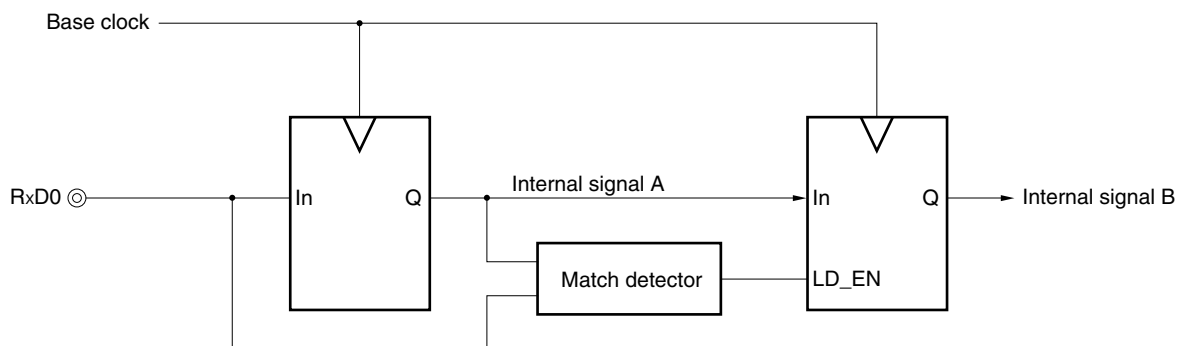 Base clock
RxD0
In
Q
Internal signal A
In
Q
Internal signal B
Match detector
LD_EN